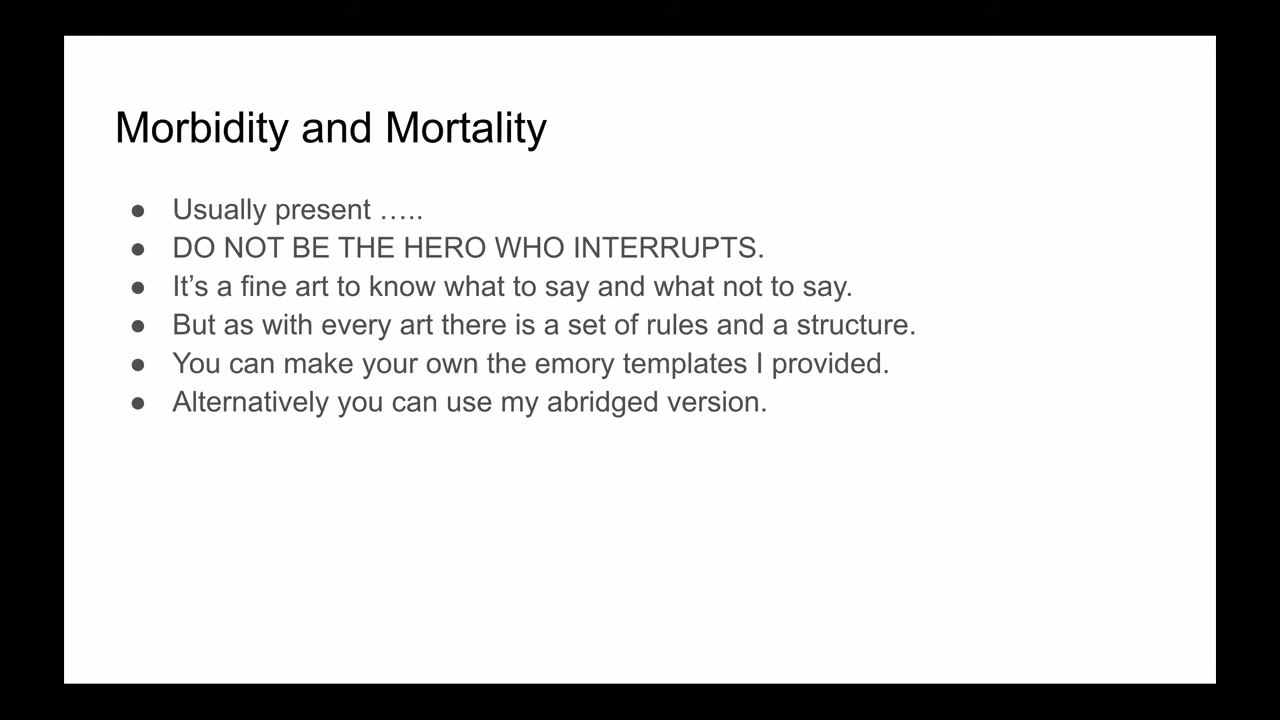 Morbidity and Mortality
● Usually present …..
● DO NOT BE THE HERO WHO INTERRUPTS.
● It’s a fine art to know what to say and what not to say.
● But as with every art there is a set of rules and a structure.
● You can make your own the emory templates I provided.
● Alternatively you can use my abridged version.